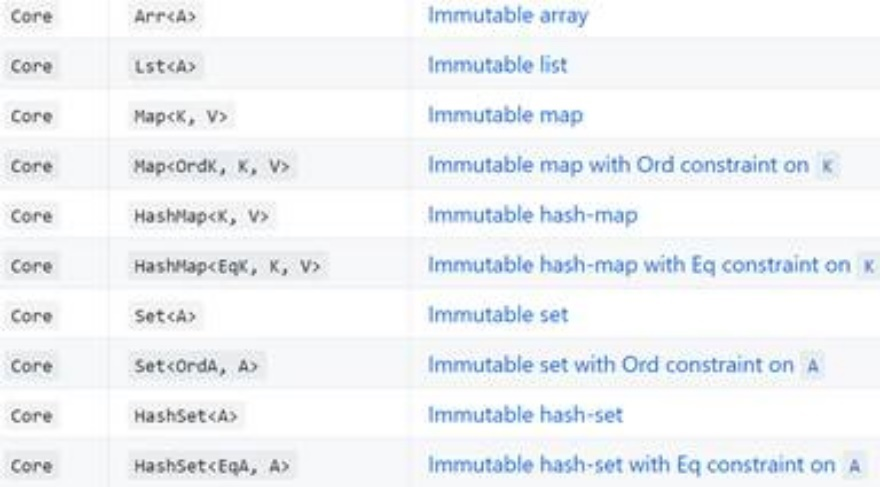 Core Arr<A> Immutable array
Core Lst<A> Immutable list
Core Map<K, V> Immutable map
Core Map<OrdK, K, V> Immutable map with Ord constraint on K
Core HashMap<K, V> Immutable hash-map
Core HashMap<EqK, K, V> Immutable hash-map with Eq constraint on K
Core Set<A> Immutable set
Core Set<OrdA, A> Immutable set with Ord constraint on A
Core HashSet<A> Immutable hash-set
Core HashSet<EqA, A> Immutable hash-set with Eq constraint on A